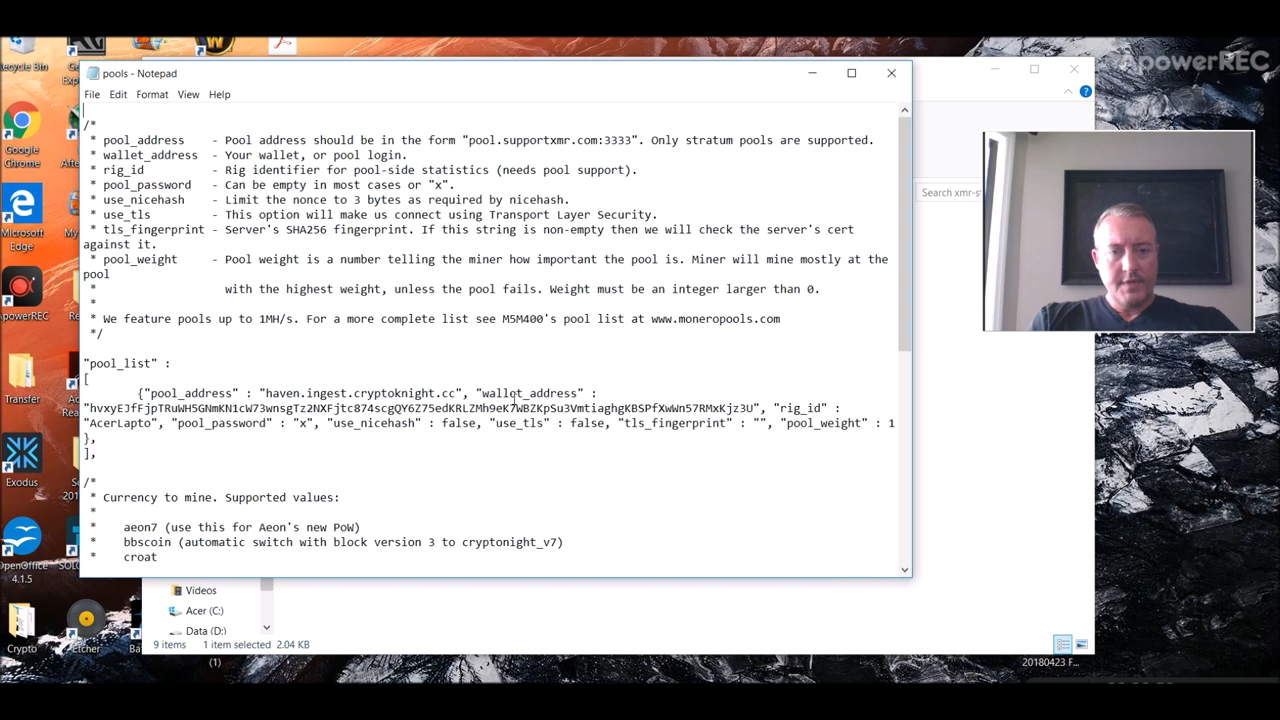 ApowerREC
Recycle Bin
Google
Chrome
Microsoft
Edge
ApowerREC
Transfer
Exodus
OpenOffice
4.1.5
Crypto
Etcher
pools - Notepad
File Edit Format View Help
/*
* pool_address - Pool address should be in the form "pool.supportxmr.com:3333". Only stratum pools are supported.
* wallet_address - Your wallet, or pool login.
* rig_id - Rig identifier for pool-side statistics (needs pool support).
* pool_password - Can be empty in most cases or "x".
* use_nicehash - Limit the nonce to 3 bytes as required by nicehash.
* use_tls - This option will make us connect using Transport Layer Security.
* tls_fingerprint - Server's SHA256 fingerprint. If this string is non-empty then we will check the server's cert
against it.
* pool_weight - Pool weight is a number telling the miner how important the pool is. Miner will mine mostly at the
pool
* with the highest weight, unless the pool fails. Weight must be an integer larger than 0.
*
* We feature pools up to 1MH/s. For a more complete list see M5M400's pool list at www.moneropools.com
*/
"pool_list" :
[
{"pool_address" : "haven.ingest.cryptoknight.cc", "wallet_address" :
"hvxyEJfFjpTRuWH5GNmKN1cW73wnsgTz2NXFjtc874scgQY6Z75edKRLZMh9eK7WBZKpSu3VmtiaghgKBSPfXwWn57RMxKjz3U", "rig_id" :
"AcerLapto", "pool_password" : "x", "use_nicehash" : false, "use_tls" : false, "tls_fingerprint" : "", "pool_weight" : 1
},
],
/*
* Currency to mine. Supported values:
*
* aeon7 (use this for Aeon's new PoW)
* bbscoin (automatic switch with block version 3 to cryptonight_v7)
* croat
Search xmr-s
Videos
Acer (C:)
Data (D:)
9 items 1 item selected 2.04 KB
(1)
20180423 F...